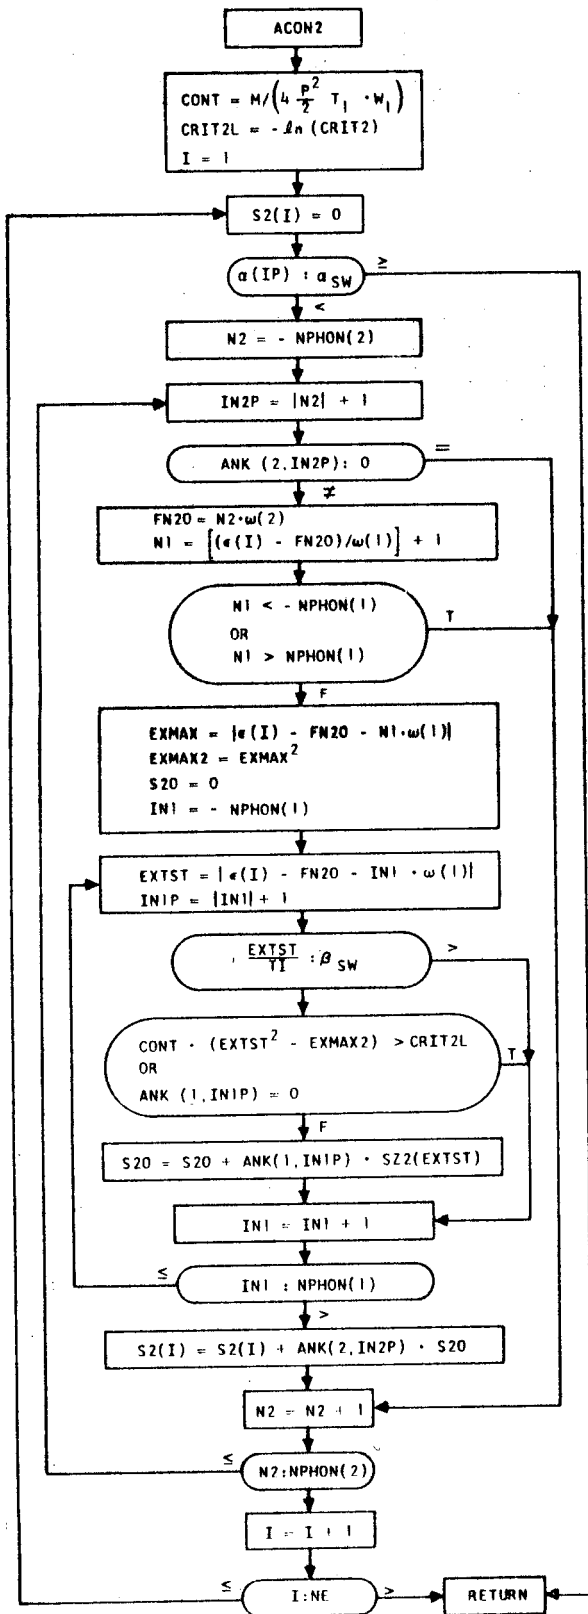 ACON2
CONT = M/(4 P²/2 T₁ · W₁)
CRIT2L = -ln (CRIT2)
I = 1
S2(I) = 0
α(IP) : α SW
≥
<
N2 = - NPHON(2)
IN2P = |N2| + 1
ANK (2,IN2P): 0
=
≠
FN20 = N2·ω(2)
N1 = [(ϵ(I) - FN20)/ω(1)] + 1
N1 < - NPHON(1)
OR
N1 > NPHON(1)
T
F
EXMAX = |ϵ(I) - FN20 - N1·ω(1)|
EXMAX2 = EXMAX²
S20 = 0
IN1 = - NPHON(1)
EXTST = |ϵ(I) - FN20 - IN1 · ω(1)|
IN1P = |IN1| + 1
EXTST/TI : β SW
>
CONT · (EXTST² - EXMAX2) > CRIT2L
OR
ANK (1,IN1P) = 0
T
F
S20 = S20 + ANK(1,IN1P) · SZ2(EXTST)
IN1 = IN1 + 1
≤
IN1 : NPHON(1)
>
S2(I) = S2(I) + ANK(2,IN2P) · S20
N2 = N2 + 1
≤
N2:NPHON(2)
I = I + 1
≤
I:NE
>
RETURN